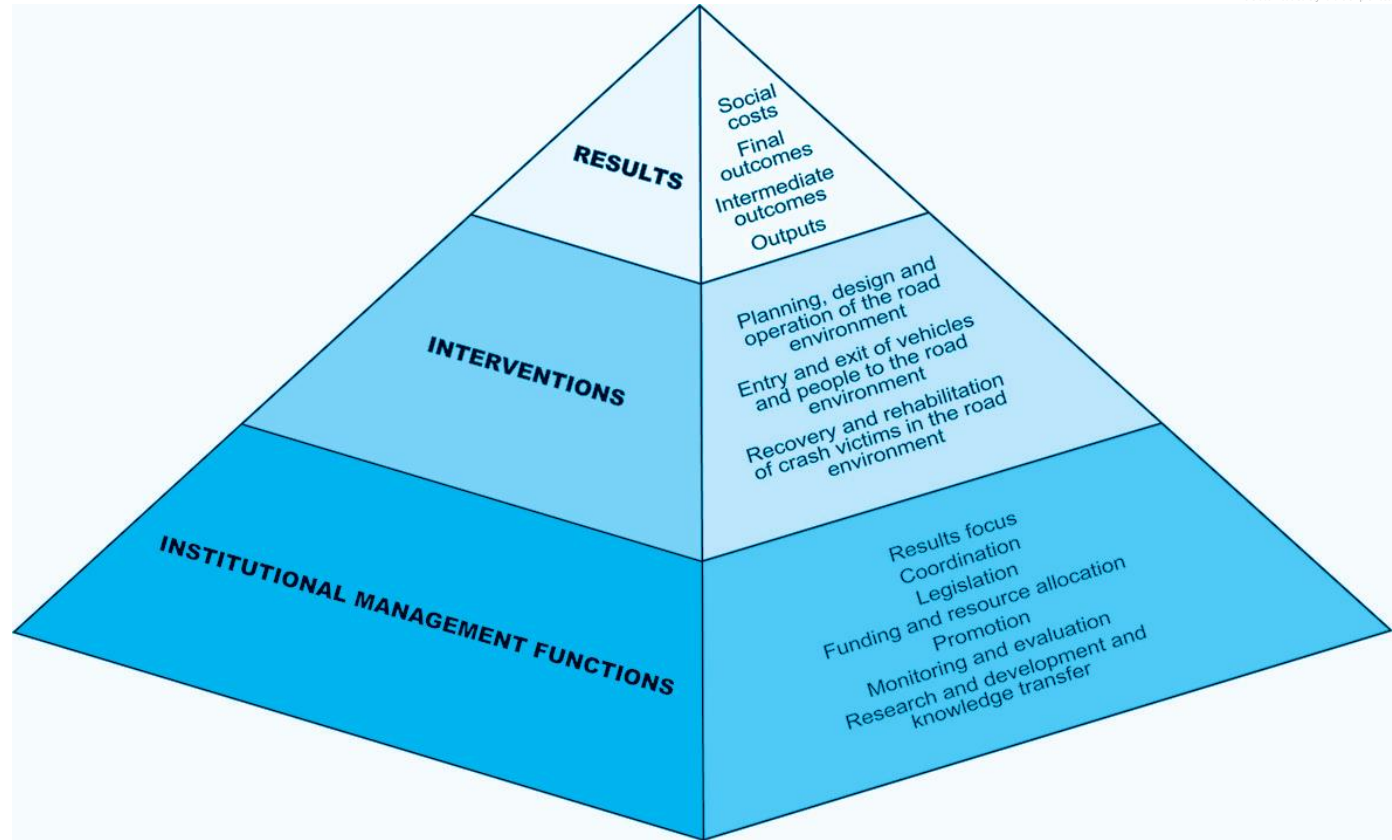 RESULTS
Social
costs
Final
outcomes
Intermediate
outcomes
Outputs
INTERVENTIONS
Planning, design and
operation of the road
environment
Entry and exit of vehicles
and people to the road
environment
Recovery and rehabilitation
of crash victims in the road
environment
INSTITUTIONAL MANAGEMENT FUNCTIONS
Results focus
Coordination
Legislation
Funding and resource allocation
Promotion
Monitoring and evaluation
Research and development and
knowledge transfer